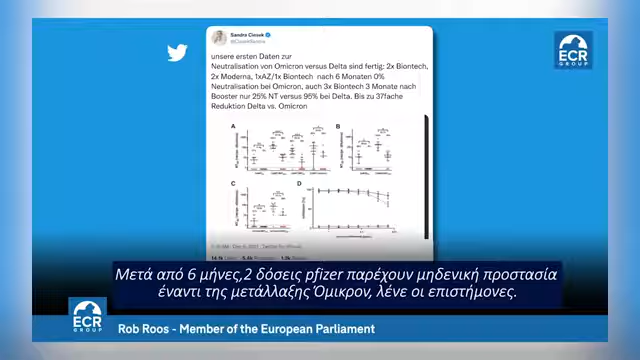 Sandra Ciesek
@CiesekSandra
unsere ersten Daten zur
Neutralisation von Omicron versus Delta sind fertig: 2x Biontech,
2x Moderna, 1xAZ/1x Biontech nach 6 Monaten 0%
Neutralisation bei Omicron, auch 3x Biontech 3 Monate nach
Booster nur 25% NT versus 95% bei Delta. Bis zu 37fache
Reduktion Delta vs. Omicron
A
B
C
D
ECR
GROUP
Μετά από 6 μήνες,2 δόσεις pfizer παρέχουν μηδενική προστασία
έναντι της μετάλλαξης Όμικρον, λένε οι επιστήμονες.
ECR
GROUP
Rob Roos - Member of the European Parliament